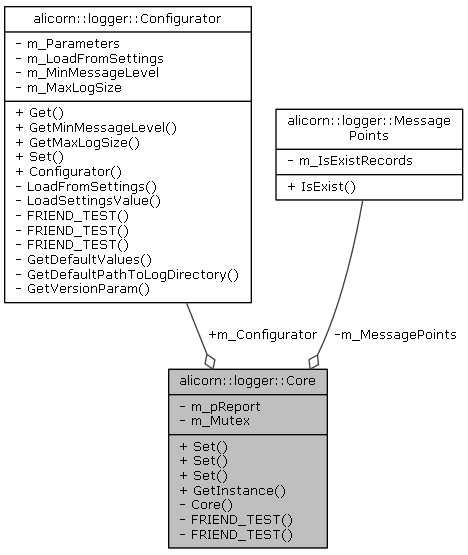 alicorn::logger::Configurator
- m_Parameters
- m_LoadFromSettings
- m_MinMessageLevel
- m_MaxLogSize
+ Get()
+ GetMinMessageLevel()
+ GetMaxLogSize()
+ Set()
+ Configurator()
- LoadFromSettings()
- LoadSettingsValue()
- FRIEND_TEST()
- FRIEND_TEST()
- FRIEND_TEST()
- GetDefaultValues()
- GetDefaultPathToLogDirectory()
- GetVersionParam()
alicorn::logger::Message
Points
- m_IsExistRecords
+ IsExist()
+m_Configurator
-m_MessagePoints
alicorn::logger::Core
- m_pReport
- m_Mutex
+ Set()
+ Set()
+ Set()
+ GetInstance()
- Core()
- FRIEND_TEST()
- FRIEND_TEST()